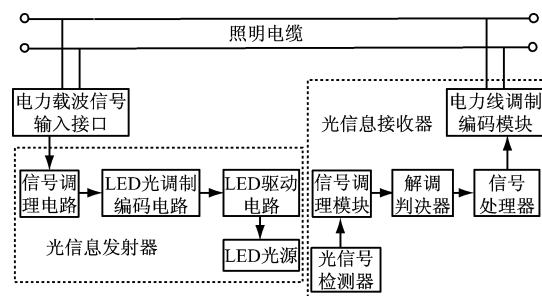 照明电缆
电力载波信号
输入接口
电力线调制
编码模块
光信息接收器
信号调
理电路
LED光调制
编码电路
LED驱动
电路
信号调
理模块
解调
判决器
信号
处理器
光信息发射器
LED光源
光信号
检测器